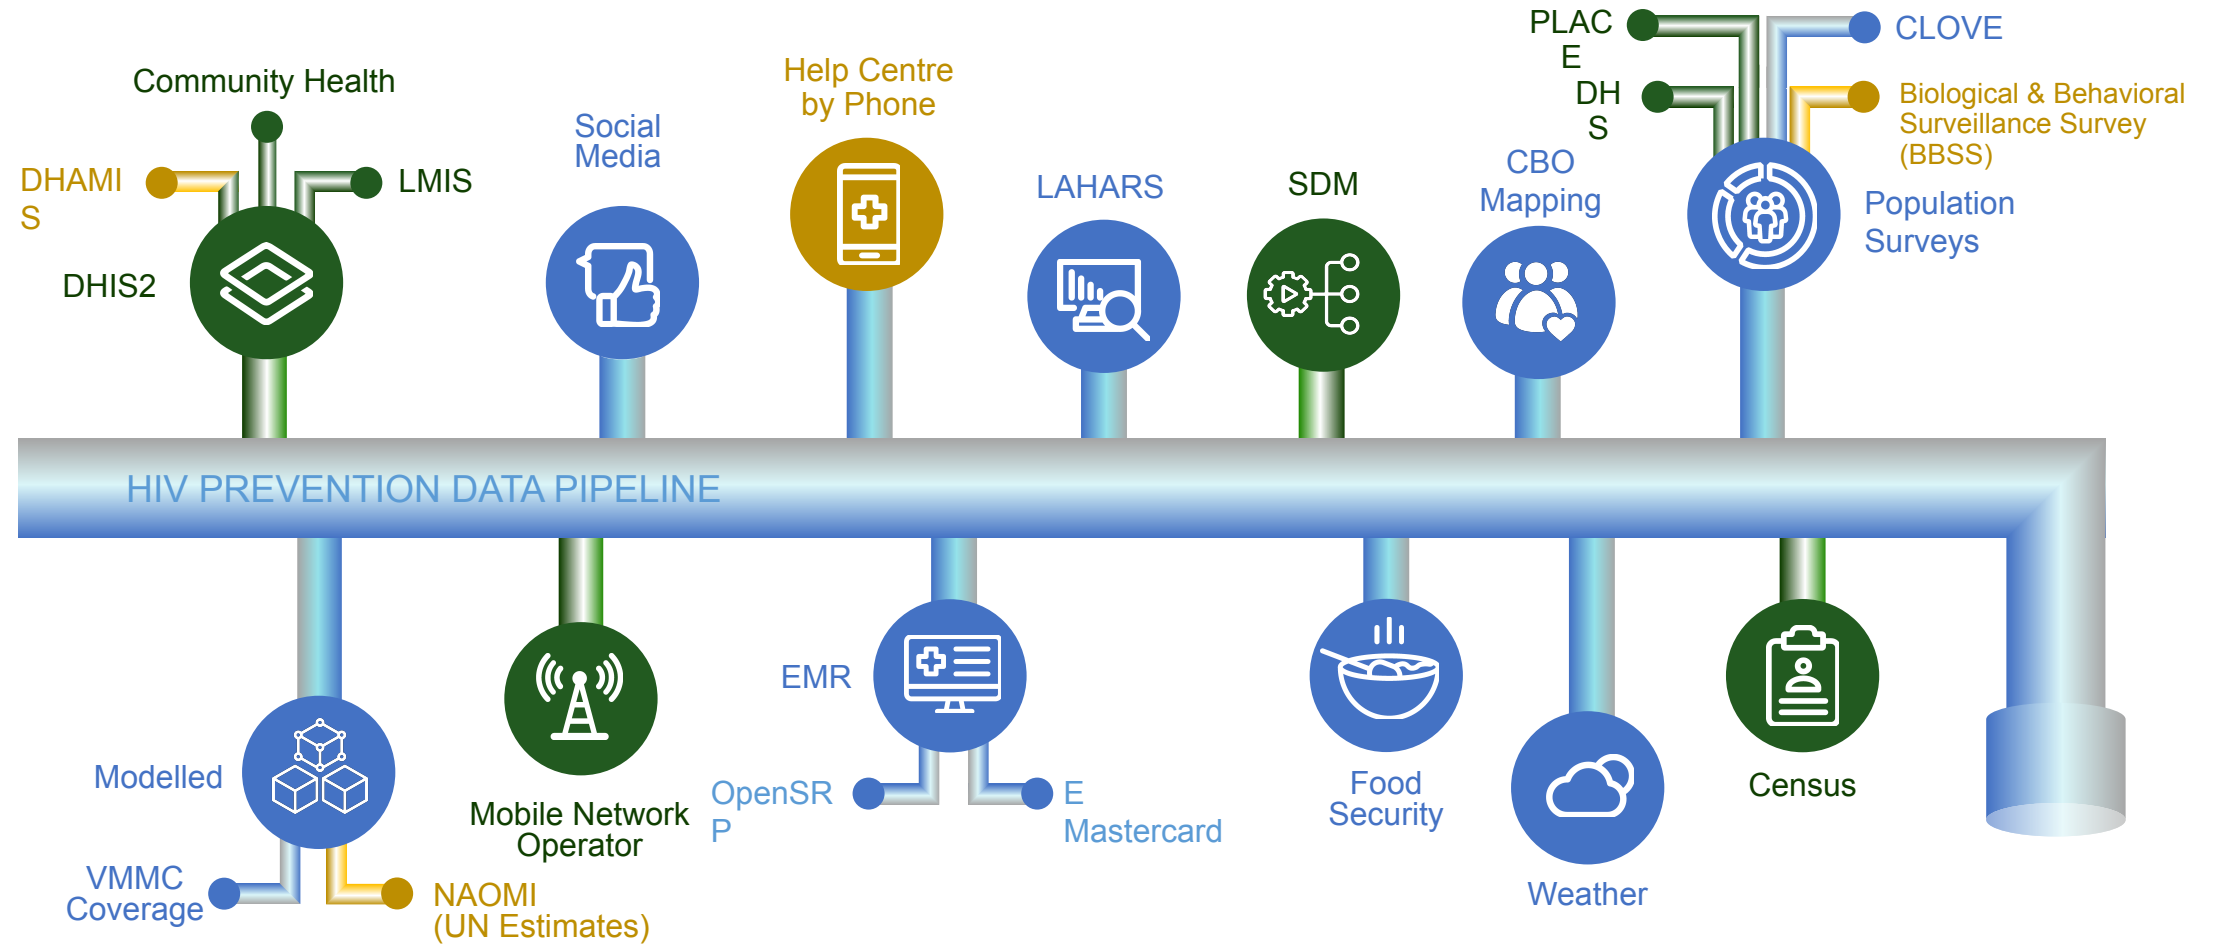 Community Health
DHAMI
S
LMIS
DHIS2
Social
Media
Help Centre
by Phone
LAHARS
SDM
CBO
Mapping
PLAC
E
DH
S
CLOVE
Biological & Behavioral
Surveillance Survey
(BBSS)
Population
Surveys
HIV PREVENTION DATA PIPELINE
Modelled
VMMC
Coverage
NAOMI
(UN Estimates)
Mobile Network
Operator
EMR
OpenSR
P
E
Mastercard
Food
Security
Weather
Census